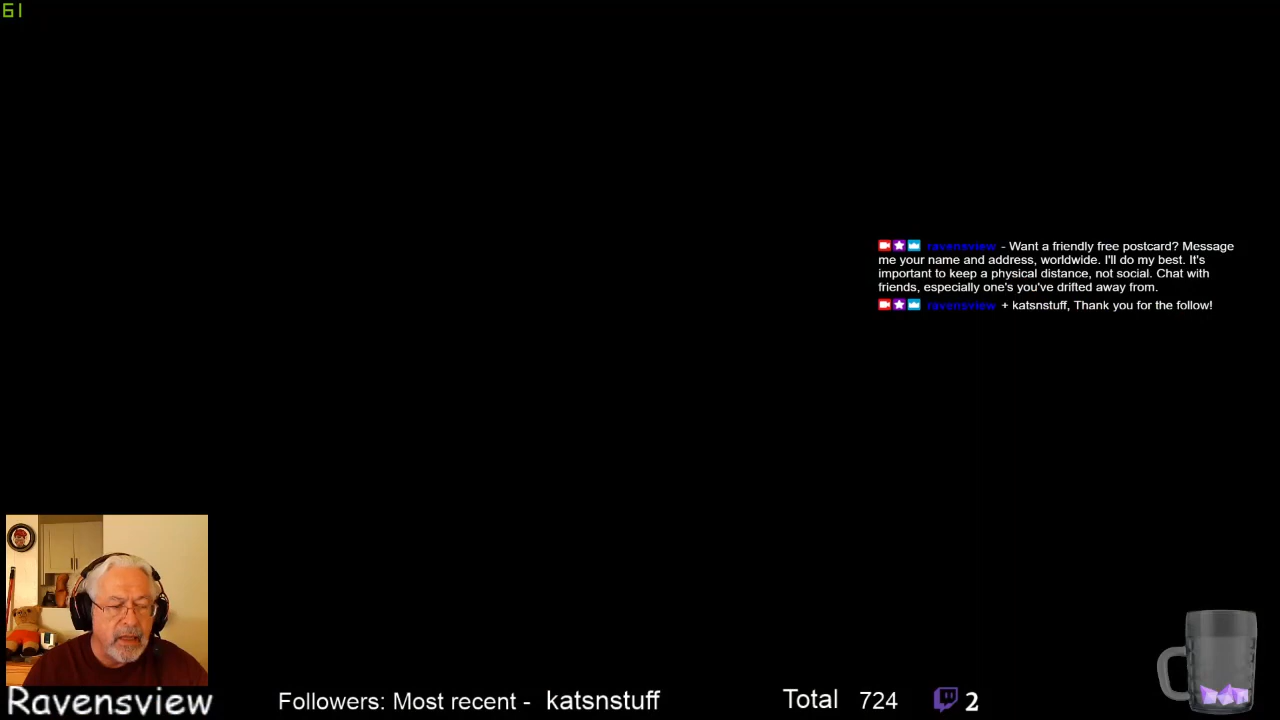 61
ravensview - Want a friendly free postcard? Message
me your name and address, worldwide. I'll do my best. It's
important to keep a physical distance, not social. Chat with
friends, especially one's you've drifted away from.
ravensview + katsnstuff, Thank you for the follow!
Ravensview
Followers: Most recent - katsnstuff
Total 724
2